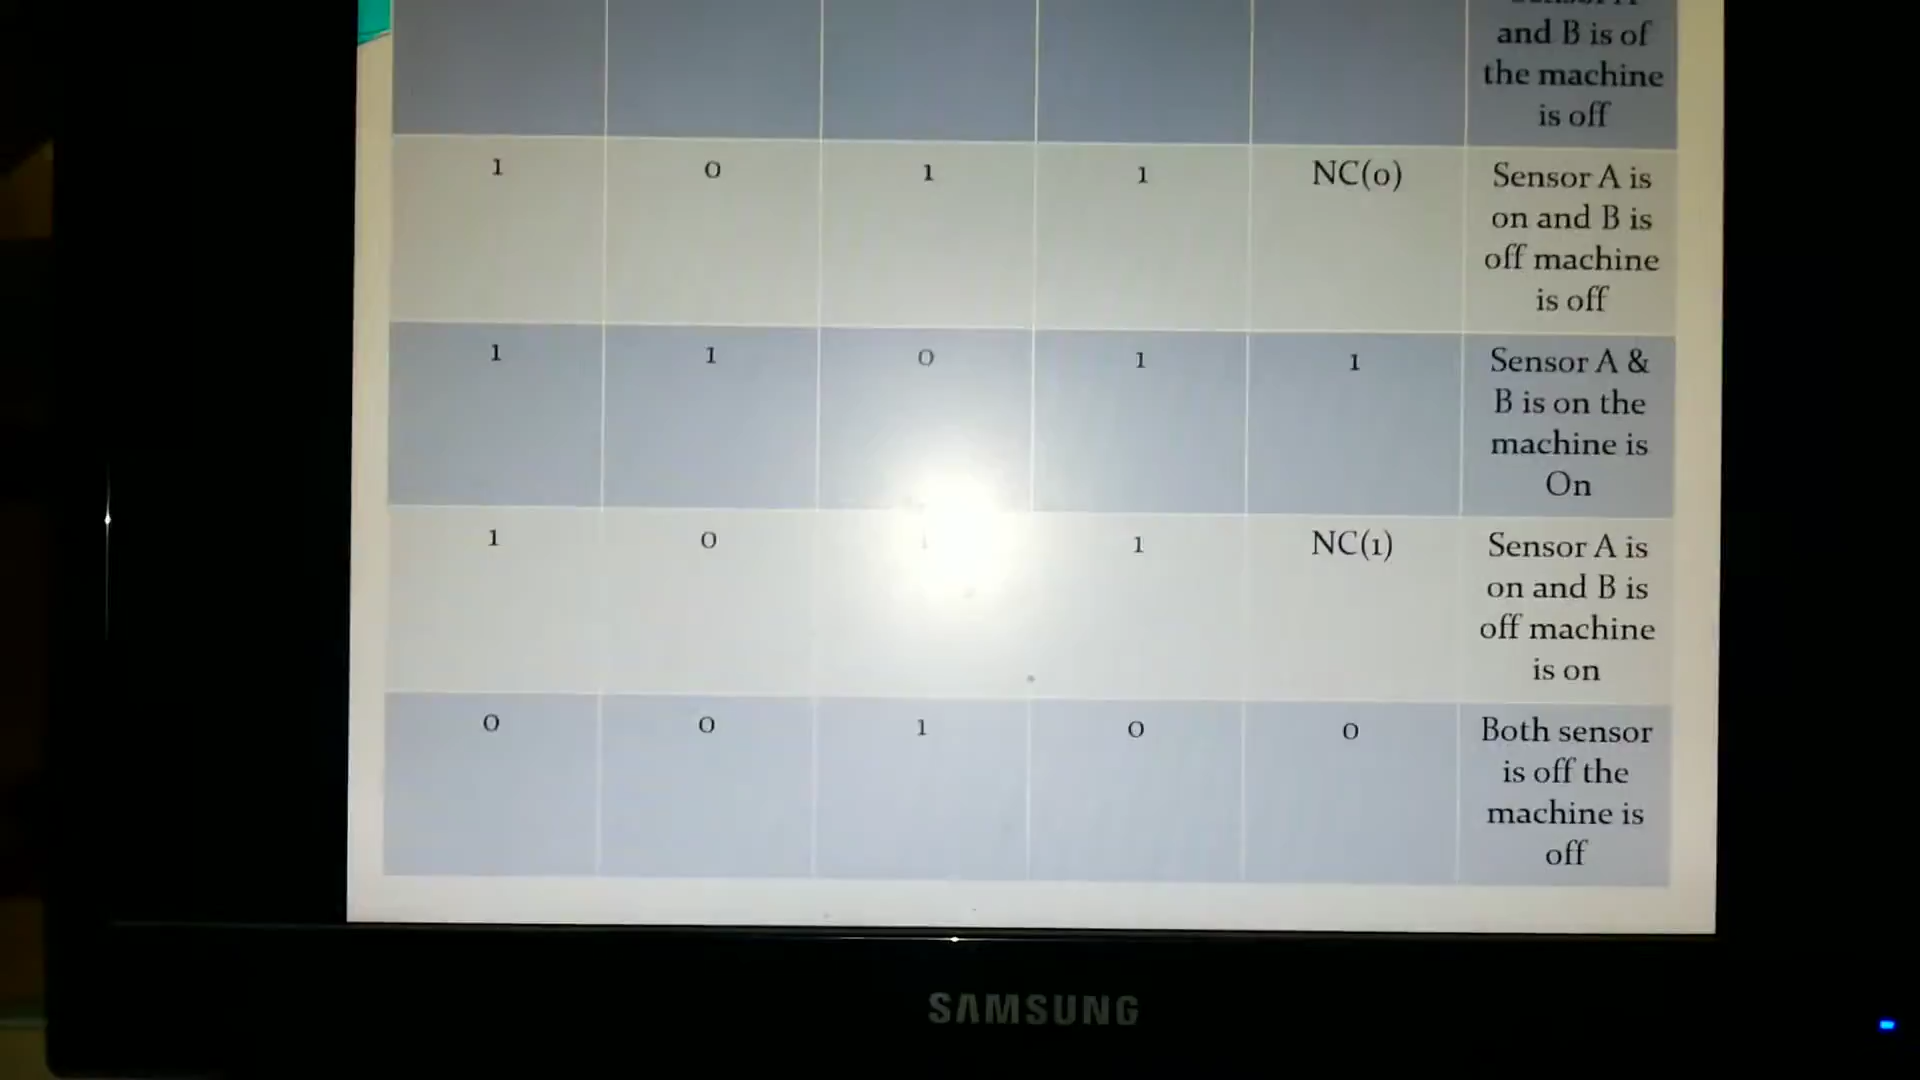 and B is of
the machine
is off
1 0 1 1 NC(0) Sensor A is
on and B is
off machine
is off
1 1 0 1 1 Sensor A &
B is on the
machine is
On
1 0 1 1 NC(1) Sensor A is
on and B is
off machine
is on
0 0 1 0 0 Both sensor
is off the
machine is
off
SAMSUNG